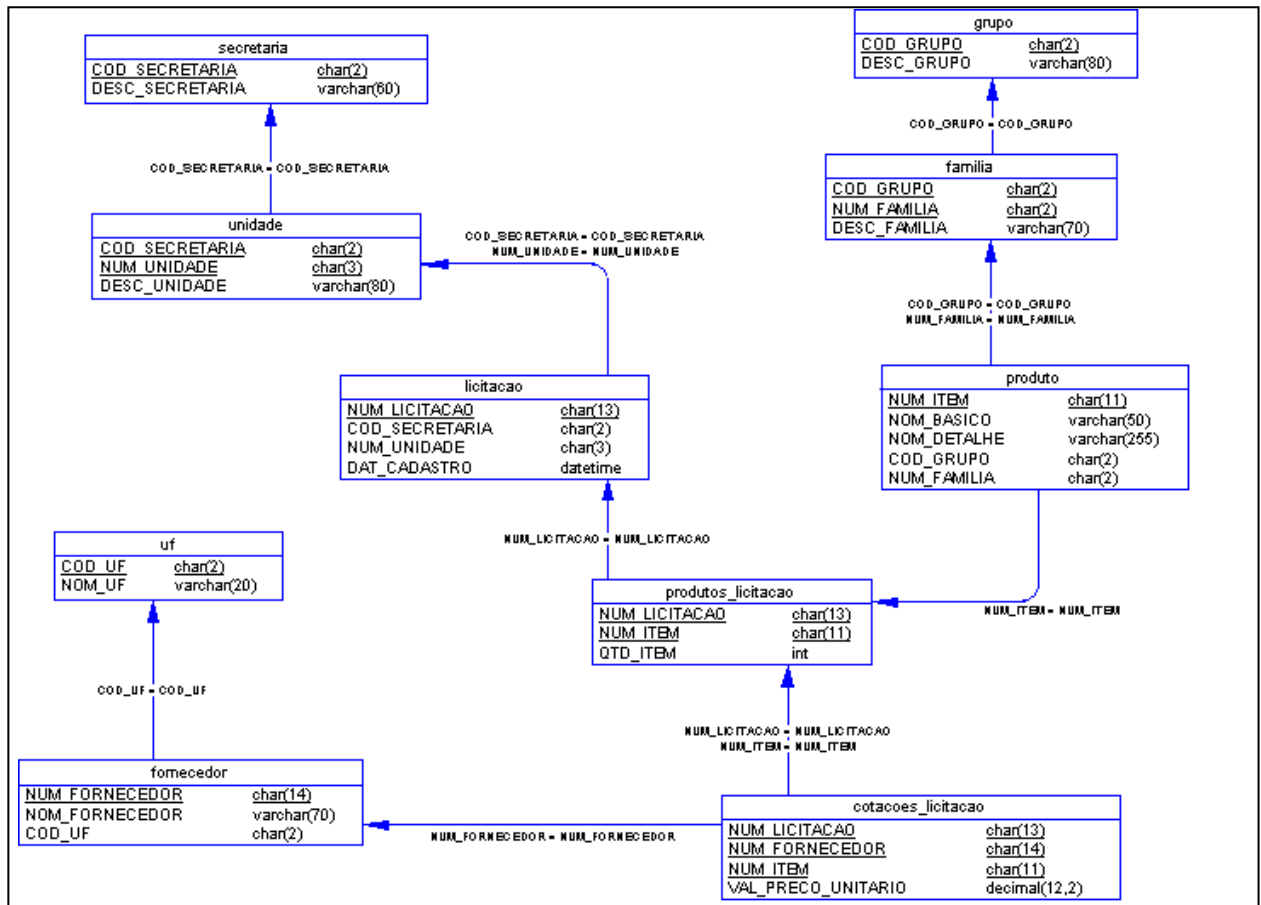 secretaria
COD_SECRETARIA char(2)
DESC_SECRETARIA varchar(60)
COD_SECRETARIA = COD_SECRETARIA
unidade
COD_SECRETARIA char(2)
NUM_UNIDADE char(3)
DESC_UNIDADE varchar(80)
COD_SECRETARIA = COD_SECRETARIA
NUM_UNIDADE = NUM_UNIDADE
grupo
COD_GRUPO char(2)
DESC_GRUPO varchar(80)
COD_GRUPO = COD_GRUPO
familia
COD_GRUPO char(2)
NUM_FAMILIA char(2)
DESC_FAMILIA varchar(70)
COD_GRUPO = COD_GRUPO
NUM_FAMILIA = NUM_FAMILIA
licitacao
NUM_LICITACAO char(13)
COD_SECRETARIA char(2)
NUM_UNIDADE char(3)
DAT_CADASTRO datetime
produto
NUM_ITEM char(11)
NOM_BASICO varchar(50)
NOM_DETALHE varchar(255)
COD_GRUPO char(2)
NUM_FAMILIA char(2)
NUM_LICITACAO = NUM_LICITACAO
uf
COD_UF char(2)
NOM_UF varchar(20)
produtos_licitacao
NUM_LICITACAO char(13)
NUM_ITEM char(11)
QTD_ITEM int
NUM_ITEM = NUM_ITEM
COD_UF = COD_UF
NUM_LICITACAO = NUM_LICITACAO
NUM_ITEM = NUM_ITEM
fornecedor
NUM_FORNECEDOR char(14)
NOM_FORNECEDOR varchar(70)
COD_UF char(2)
NUM_FORNECEDOR = NUM_FORNECEDOR
cotacoes_licitacao
NUM_LICITACAO char(13)
NUM_FORNECEDOR char(14)
NUM_ITEM char(11)
VAL_PRECO_UNITARIO decimal(12,2)